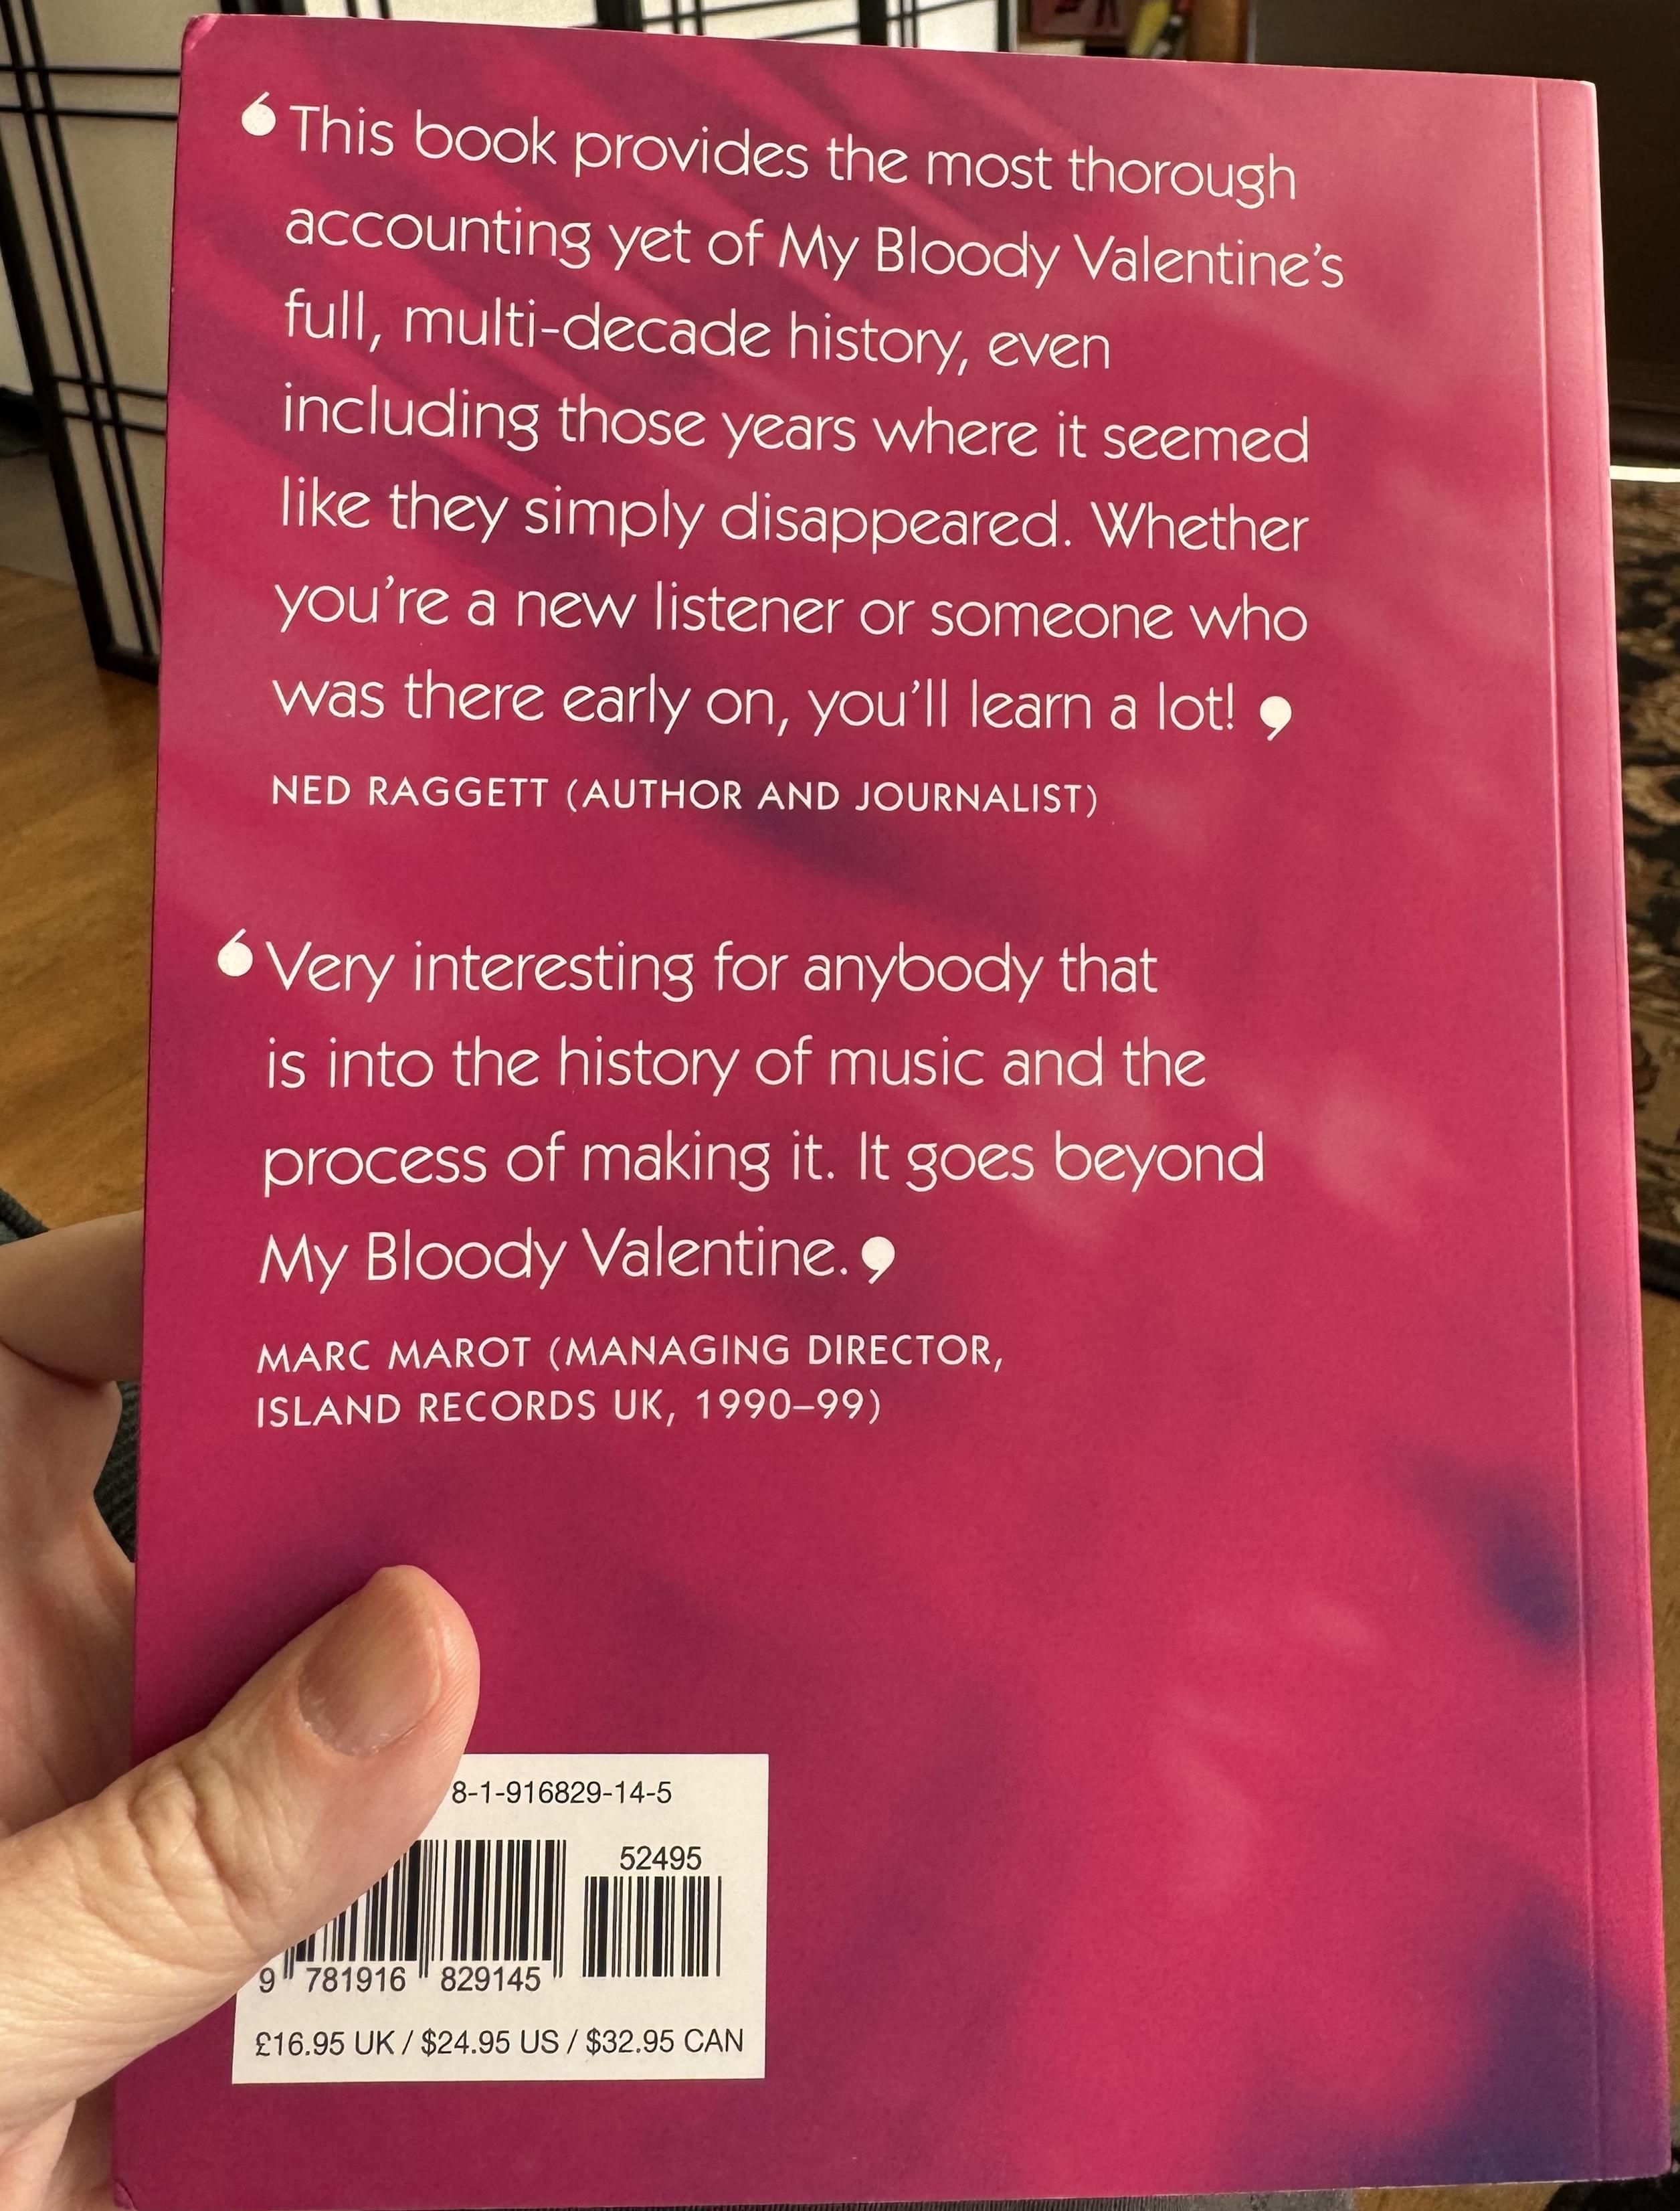 ‘This book provides the most thorough
accounting yet of My Bloody Valentine’s
full, multi-decade history, even
including those years where it seemed
like they simply disappeared. Whether
you’re a new listener or someone who
was there early on, you’ll learn a lot!’
NED RAGGETT (AUTHOR AND JOURNALIST)
‘Very interesting for anybody that
is into the history of music and the
process of making it. It goes beyond
My Bloody Valentine.’
MARC MAROT (MANAGING DIRECTOR,
ISLAND RECORDS UK, 1990–99)
8-1-916829-14-5
52495
9 781916 829145
£16.95 UK / $24.95 US / $32.95 CAN